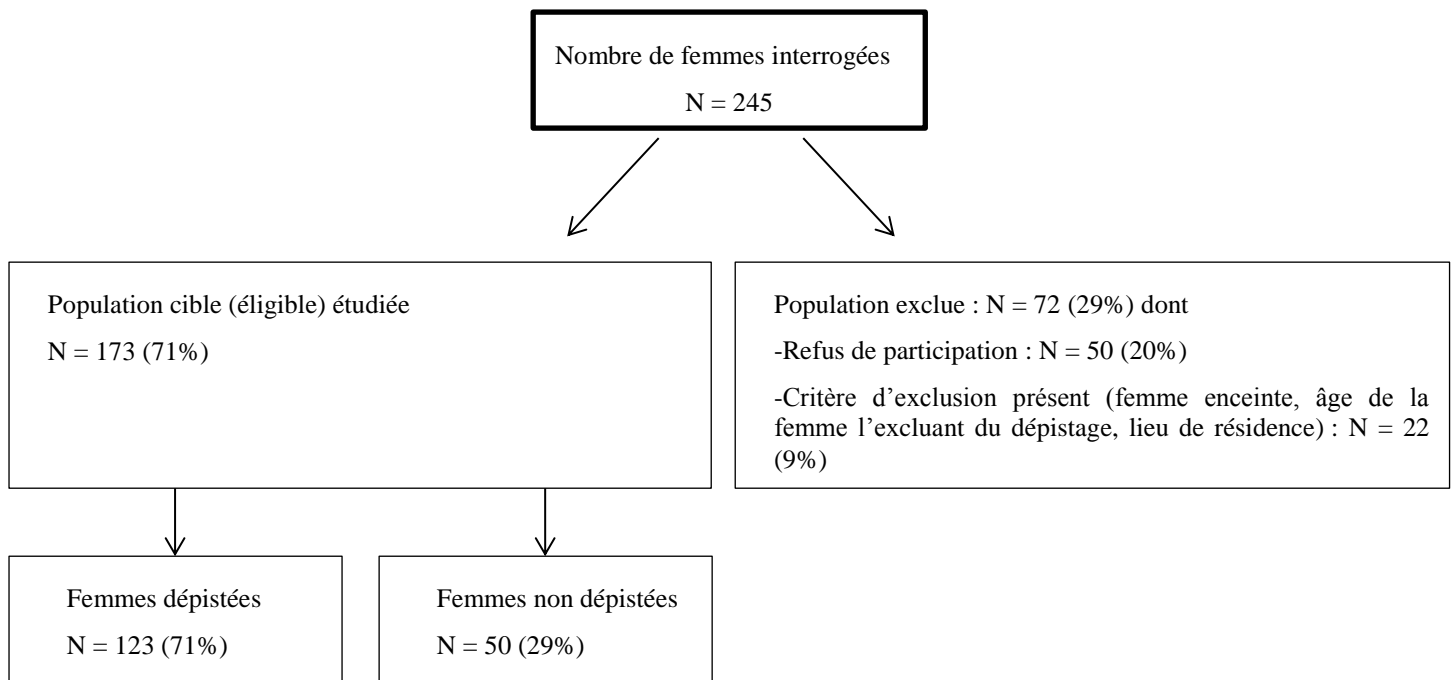 Nombre de femmes interrogées
N = 245
Population cible (éligible) étudiée
N = 173 (71%)
Population exclue : N = 72 (29%) dont
-Refus de participation : N = 50 (20%)
-Critère d’exclusion présent (femme enceinte, âge de la
femme l’excluant du dépistage, lieu de résidence) : N = 22
(9%)
Femmes dépistées
N = 123 (71%)
Femmes non dépistées
N = 50 (29%)